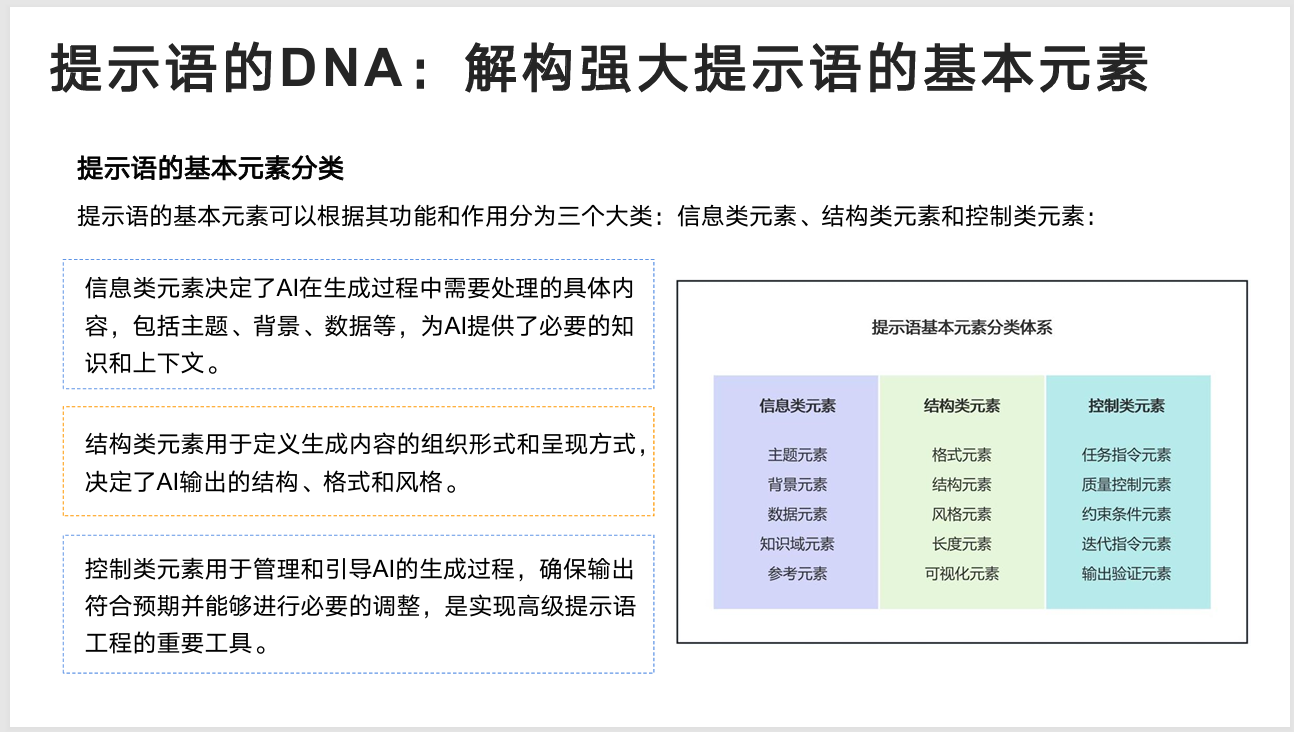 提示语的DNA：解构强大提示语的基本元素
提示语的基本元素分类
提示语的基本元素可以根据其功能和作用分为三个大类：信息类元素、结构类元素和控制类元素：
信息类元素决定了AI在生成过程中需要处理的具体内
容，包括主题、背景、数据等，为AI提供了必要的知
识和上下文。
结构类元素用于定义生成内容的组织形式和呈现方式，
决定了AI输出的结构、格式和风格。
控制类元素用于管理和引导AI的生成过程，确保输出
符合预期并能够进行必要的调整，是实现高级提示语
工程的重要工具。
提示语基本元素分类体系
信息类元素
主题元素
背景元素
数据元素
知识域元素
参考元素
结构类元素
格式元素
结构元素
风格元素
长度元素
可视化元素
控制类元素
任务指令元素
质量控制元素
约束条件元素
迭代指令元素
输出验证元素